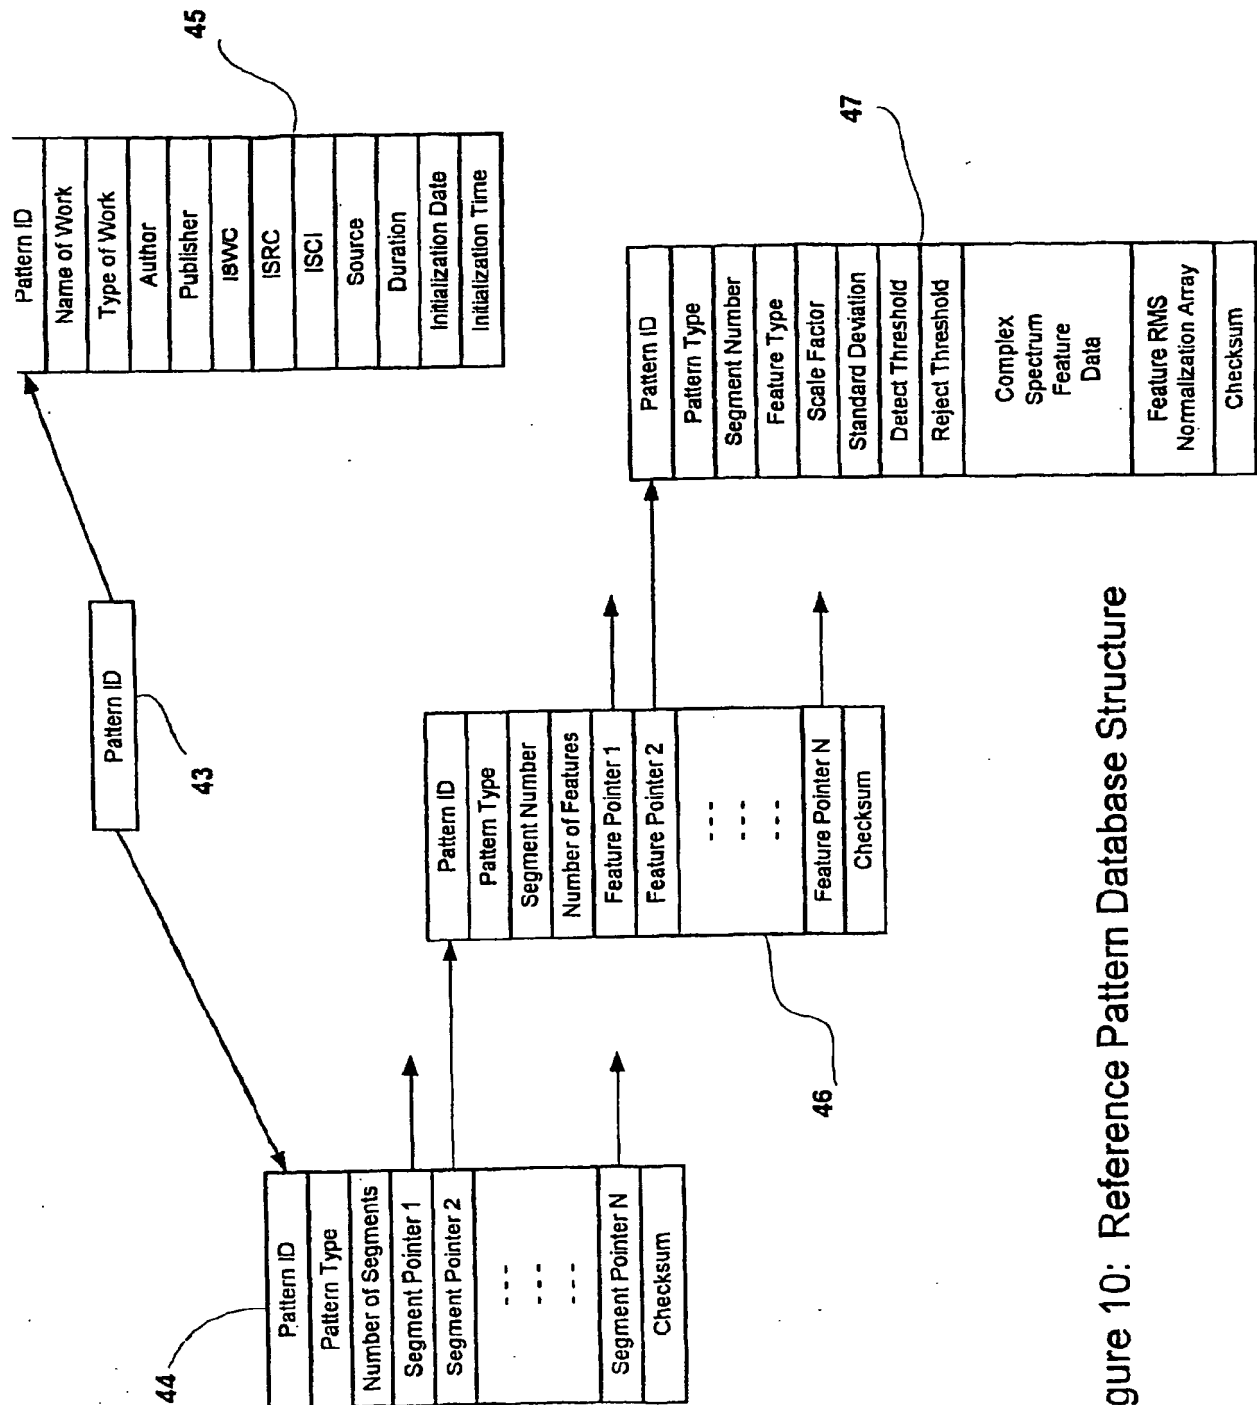 43
Pattern ID
45
Pattern ID
Name of Work
Type of Work
Author
Publisher
ISWC
ISRC
ISCI
Source
Duration
Initialization Date
Initialization Time
44
Pattern ID
Pattern Type
Number of Segments
Segment Pointer 1
Segment Pointer 2
- - -
- - -
- - -
Segment Pointer N
Checksum
46
Pattern ID
Pattern Type
Segment Number
Number of Features
Feature Pointer 1
Feature Pointer 2
- - -
- - -
- - -
Feature Pointer N
Checksum
47
Pattern ID
Pattern Type
Segment Number
Feature Type
Scale Factor
Standard Deviation
Detect Threshold
Reject Threshold
Complex
Spectrum
Feature
Data
Feature RMS
Normalization Array
Checksum
gure 10: Reference Pattern Database Structure